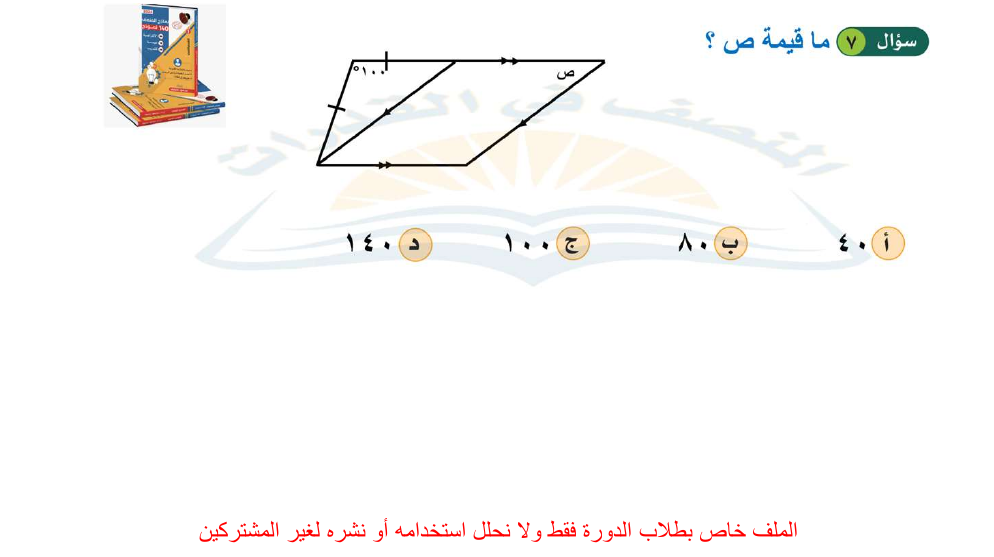 سؤال ٧ ما قيمة ص ؟
°١٠٠
ص
أ ٤٠ ب ٨٠ ج ١٠٠ د ١٤٠
الملف خاص بطلاب الدورة فقط ولا نحلل استخدامه أو نشره لغير المشتركين